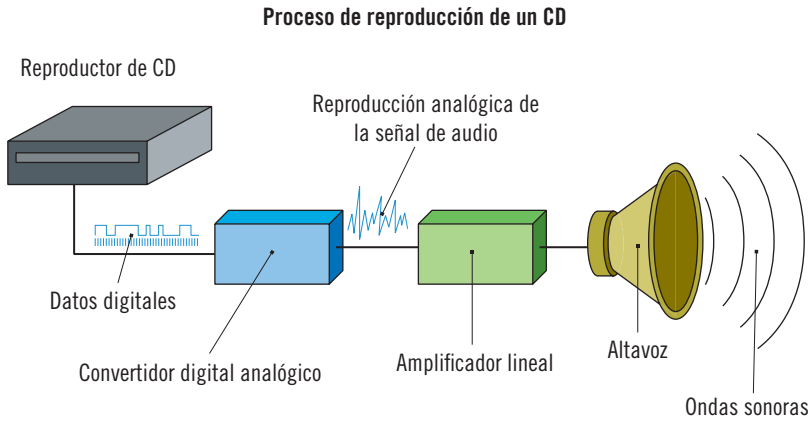 Proceso de reproducción de un CD
Reproductor de CD
Reproducción analógica de
la señal de audio
Datos digitales
Convertidor digital analógico
Amplificador lineal
Altavoz
Ondas sonoras